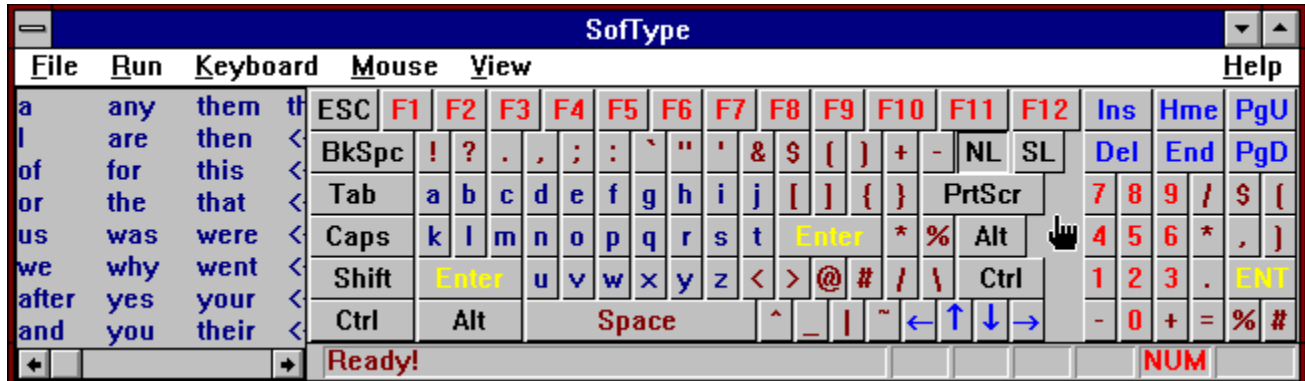 SofType
File Run Keyboard Mouse View Help
a any them th
I are then <
of for this <
or the that <
us was were <
we why went <
after yes your <
and you their <
ESC F1 F2 F3 F4 F5 F6 F7 F8 F9 F10 F11 F12 Ins Hme PgU
BkSpc ! ? . , ; : ` " ' & $ ( ) + - NL SL Del End PgD
Tab a b c d e f g h i j [ ] { } PrtScr 7 8 9 / $ (
Caps k l m n o p q r s t Enter * % Alt 4 5 6 * , )
Shift Enter u v w x y z < > @ # / \ Ctrl 1 2 3 . ENT
Ctrl Alt Space ^ _ | ~ ← ↑ ↓ → - 0 + = % #
Ready! NUM